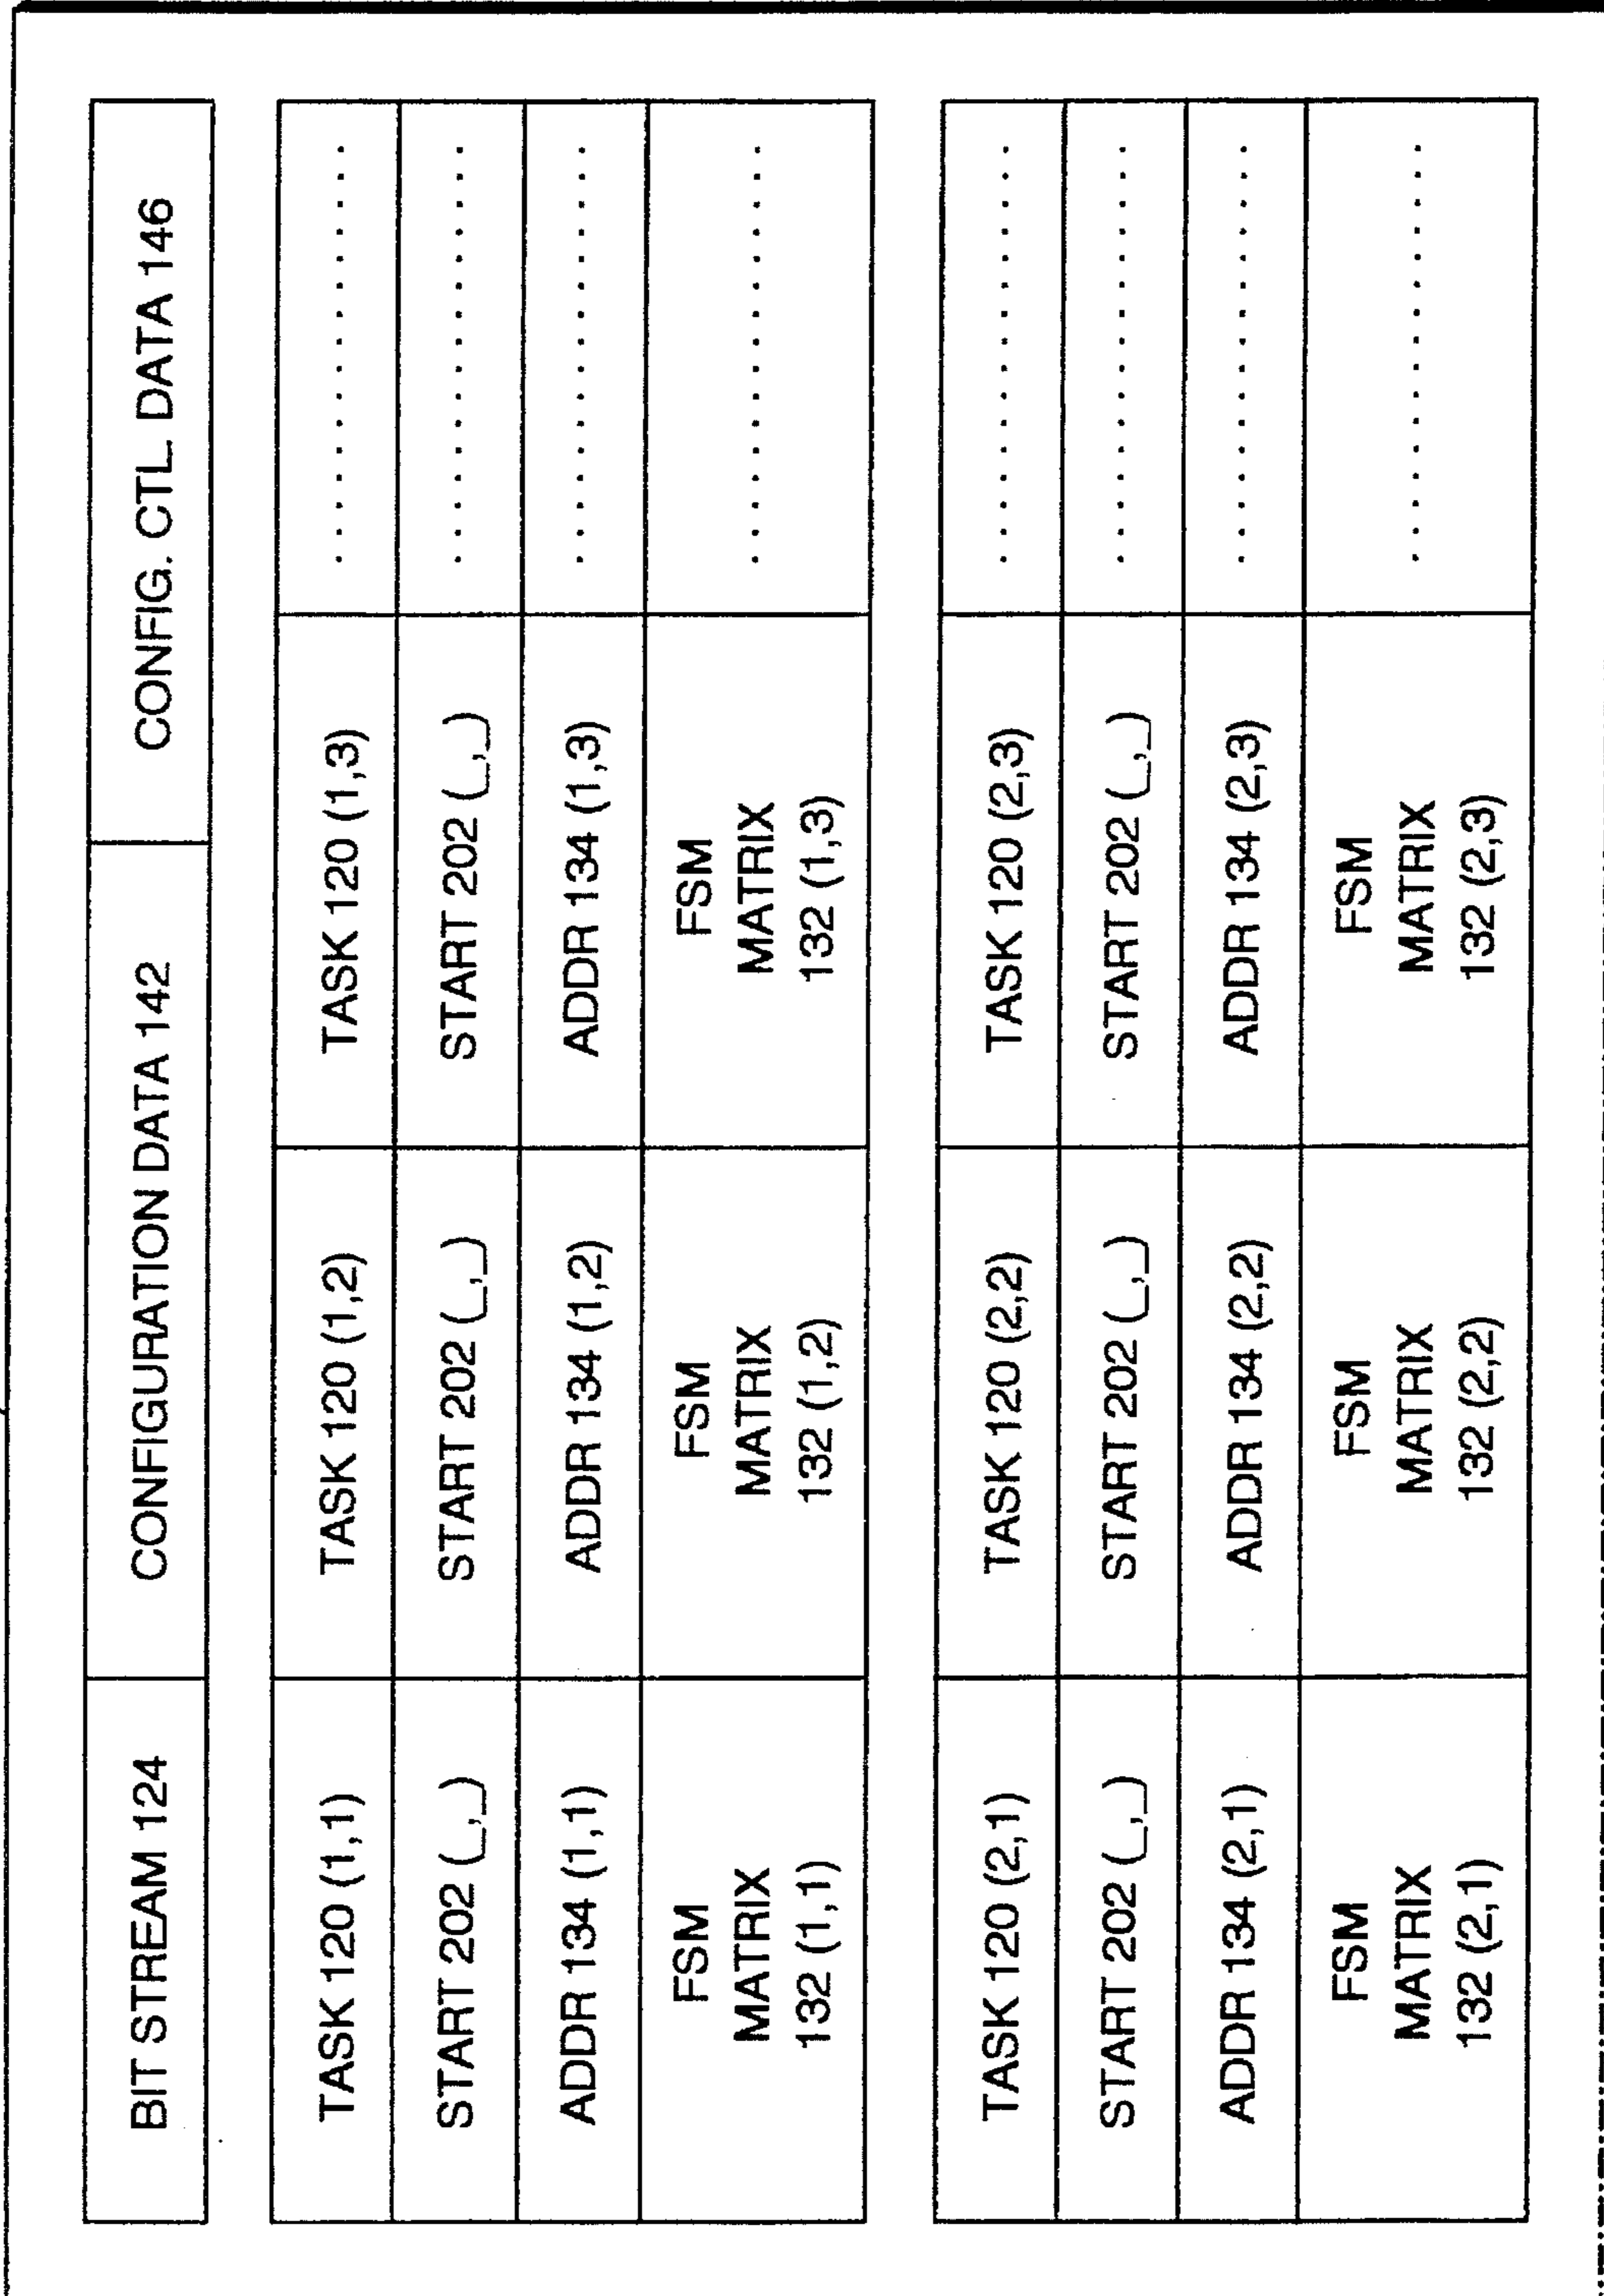 BIT STREAM 124 CONFIGURATION DATA 142 CONFIG. CTL. DATA 146
TASK 120 (1,1) TASK 120 (1,2) TASK 120 (1,3) . . . . . . . . . . . . . . . .
START 202 (_,_) START 202 (_,_) START 202 (_,_) . . . . . . . . . . . . . . . .
ADDR 134 (1,1) ADDR 134 (1,2) ADDR 134 (1,3) . . . . . . . . . . . . . . . .
FSM FSM FSM
MATRIX MATRIX MATRIX . . . . . . . . . . . . . . . .
132 (1,1) 132 (1,2) 132 (1,3)
TASK 120 (2,1) TASK 120 (2,2) TASK 120 (2,3) . . . . . . . . . . . . . . . .
START 202 (_,_) START 202 (_,_) START 202 (_,_) . . . . . . . . . . . . . . . .
ADDR 134 (2,1) ADDR 134 (2,2) ADDR 134 (2,3) . . . . . . . . . . . . . . . .
FSM FSM FSM
MATRIX MATRIX MATRIX . . . . . . . . . . . . . . . .
132 (2,1) 132 (2,2) 132 (2,3)